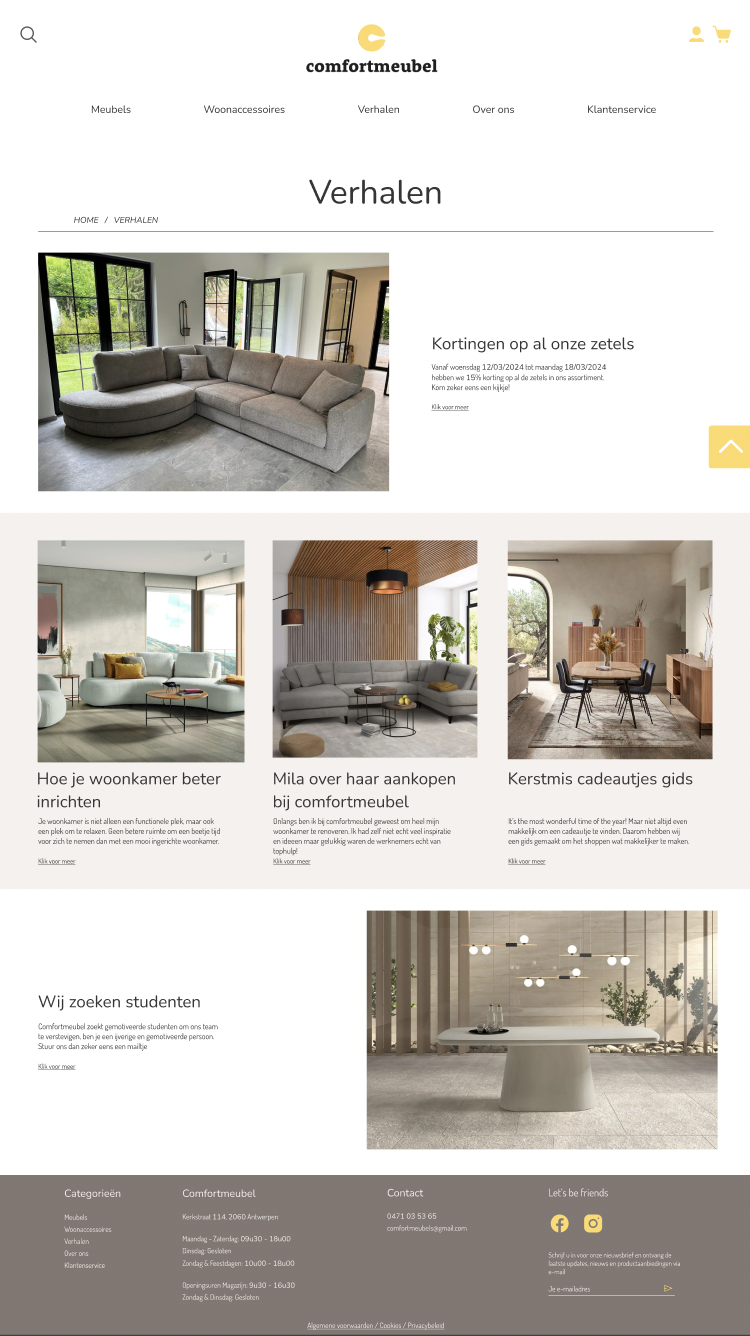 comfortmeubel
Meubels
Woonaccessoires
Verhalen
Over ons
Klantenservice
Verhalen
HOME / VERHALEN
Kortingen op al onze zetels
Vanaf woensdag 12/03/2024 tot maandag 18/03/2024
hebben we 15% korting op al de zetels in ons assortiment.
Kom zeker eens een kijkje!
Klik voor meer
Hoe je woonkamer beter
inrichten
Je woonkamer is niet alleen een functionele plek, maar ook
een plek om te relaxen. Geen betere ruimte om een beetje tijd
voor zich te nemen dan met een mooi ingerichte woonkamer.
Klik voor meer
Mila over haar aankopen
bij comfortmeubel
Onlangs ben ik bij comfortmeubel geweest om heel mijn
woonkamer te renoveren. Ik had zelf niet echt veel inspiratie
en ideeen maar gelukkig waren de werknemers echt van
tophulp!
Klik voor meer
Kerstmis cadeautjes gids
It's the most wonderful time of the year! Maar niet altijd even
makkelijk om een cadeautje te vinden. Daarom hebben wij
een gids gemaakt om het shoppen wat makkelijker te maken.
Klik voor meer
Wij zoeken studenten
Comfortmeubel zoekt gemotiveerde studenten om ons team
te verstevigen, ben je een ijverige en gemotiveerde persoon.
Stuur ons dan zeker eens een mailtje
Klik voor meer
Categorieën
Meubels
Woonaccessoires
Verhalen
Over ons
Klantenservice
Comfortmeubel
Kerkstraat 114, 2060 Antwerpen
Maandag - Zaterdag: 09u30 - 18u00
Dinsdag: Gesloten
Zondag & Feestdagen: 10u00 - 18u00
Openingsuren Magazijn: 9u30 - 16u30
Zondag & Dinsdag: Gesloten
Contact
0471 03 53 65
comfortmeubels@gmail.com
Let's be friends
Schrijf u in voor onze nieuwsbrief en ontvang de
laatste updates, nieuws en productaanbiedingen via
e-mail
Je e-mailadres
Algemene voorwaarden / Cookies / Privacybeleid